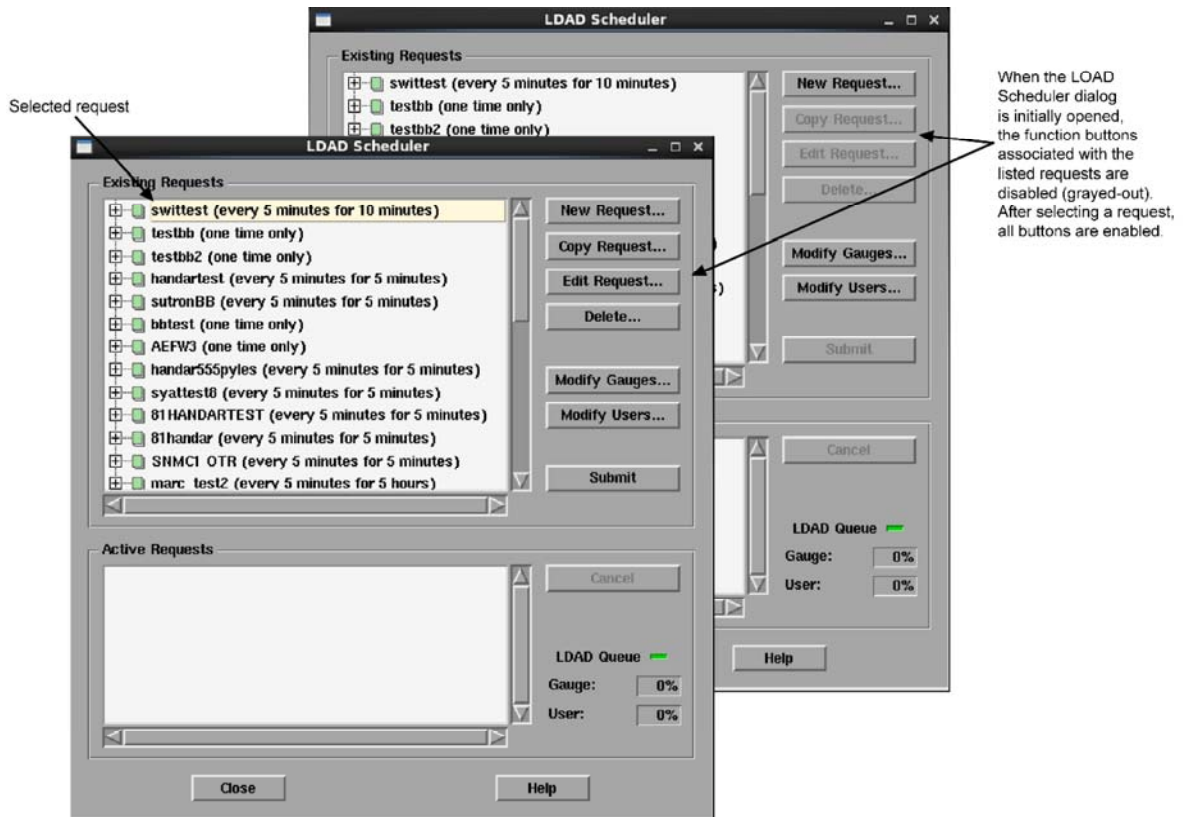 LDAD Scheduler
Existing Requests
swittest (every 5 minutes for 10 minutes)
testbb (one time only)
testbb2 (one time only)
New Request...
Copy Request...
Edit Request...
Delete...
Modify Gauges...
Modify Users...
Submit
)
s)
Cancel
LDAD Queue
Gauge: 0%
User: 0%
Help
When the LOAD
Scheduler dialog
is initially opened,
the function buttons
associated with the
listed requests are
disabled (grayed-out).
After selecting a request,
all buttons are enabled.
Selected request
LDAD Scheduler
Existing Requests
swittest (every 5 minutes for 10 minutes)
testbb (one time only)
testbb2 (one time only)
handartest (every 5 minutes for 5 minutes)
sutronBB (every 5 minutes for 5 minutes)
bbtest (one time only)
AEFW3 (one time only)
handar555pyles (every 5 minutes for 5 minutes)
syattest8 (every 5 minutes for 5 minutes)
81HANDARTEST (every 5 minutes for 5 minutes)
81handar (every 5 minutes for 5 minutes)
SNMC1_OTR (every 5 minutes for 5 minutes)
marc_test2 (every 5 minutes for 5 hours)
New Request...
Copy Request...
Edit Request...
Delete...
Modify Gauges...
Modify Users...
Submit
Active Requests
Cancel
LDAD Queue
Gauge: 0%
User: 0%
Close
Help